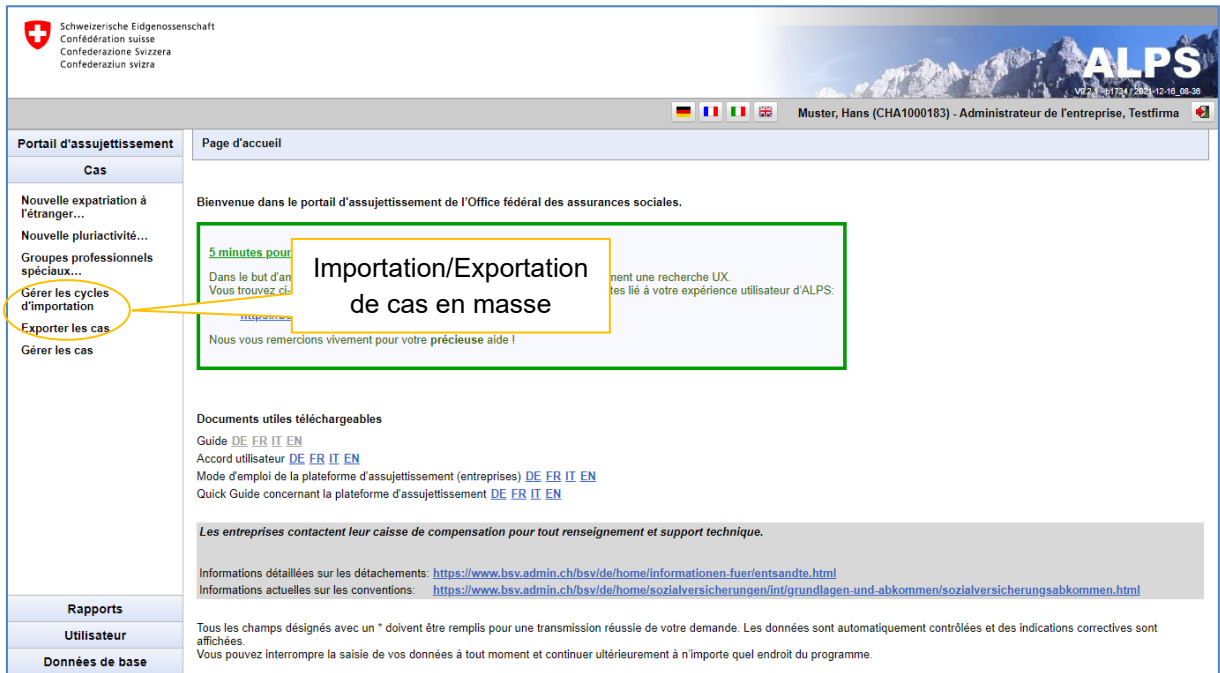 Schweizerische Eidgenossenschaft
Confédération suisse
Confederazione Svizzera
Confederaziun svizra
ALPS
Muster, Hans (CHA1000183) - Administrateur de l'entreprise, Testfirma
Portail d'assujettissement
Page d'accueil
Cas
Nouvelle expatriation à
l'étranger…
Nouvelle pluriactivité…
Groupes professionnels
spéciaux…
Gérer les cycles
d'importation
Exporter les cas
Gérer les cas
Bienvenue dans le portail d'assujettissement de l'Office fédéral des assurances sociales.
5 minutes pour
Dans le but d'am
ment une recherche UX.
Vous trouvez ci-
tes lié à votre expérience utilisateur d'ALPS:
Importation/Exportation
de cas en masse
Nous vous remercions vivement pour votre précieuse aide !
Documents utiles téléchargeables
Guide DE FR IT EN
Accord utilisateur DE FR IT EN
Mode d'emploi de la plateforme d'assujettissement (entreprises) DE FR IT EN
Quick Guide concernant la plateforme d'assujettissement DE FR IT EN
Les entreprises contactent leur caisse de compensation pour tout renseignement et support technique.
Informations détaillées sur les détachements: https://www.bsv.admin.ch/bsv/de/home/informationen-fuer/entsandte.html
Informations actuelles sur les conventions: https://www.bsv.admin.ch/bsv/de/home/sozialversicherungen/int/grundlagen-und-abkommen/sozialversicherungsabkommen.html
Tous les champs désignés avec un * doivent être remplis pour une transmission réussie de votre demande. Les données sont automatiquement contrôlées et des indications correctives sont
affichées.
Vous pouvez interrompre la saisie de vos données à tout moment et continuer ultérieurement à n'importe quel endroit du programme.
Rapports
Utilisateur
Données de base